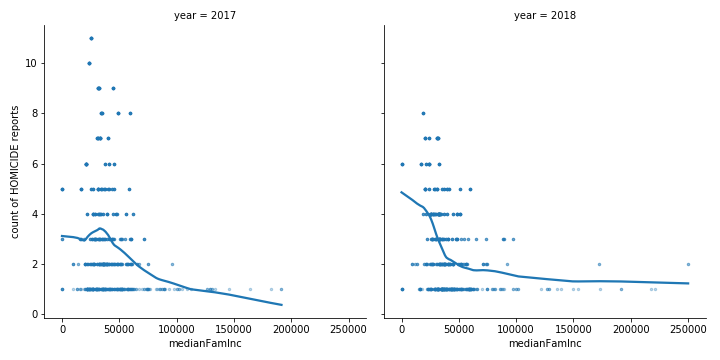 year = 2017
year = 2018
count of HOMICIDE reports
10
8
6
4
2
0
0 50000 100000 150000 200000 250000
0 50000 100000 150000 200000 250000
medianFamInc
medianFamInc